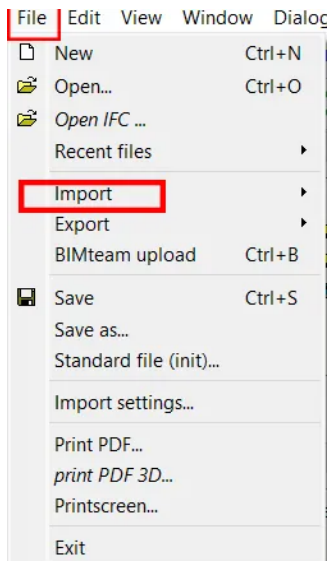 File Edit View Window Dialog
New Ctrl+N
Open... Ctrl+O
Open IFC ...
Recent files
Import
Export
BIMteam upload Ctrl+B
Save Ctrl+S
Save as...
Standard file (init)...
Import settings...
Print PDF...
print PDF 3D...
Printscreen...
Exit